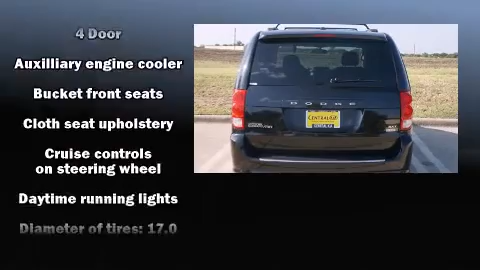 4 Door
Auxilliary engine cooler
Bucket front seats
Cloth seat upholstery
Cruise controls
on steering wheel
Daytime running lights
Diameter of tires: 17.0
DODGE